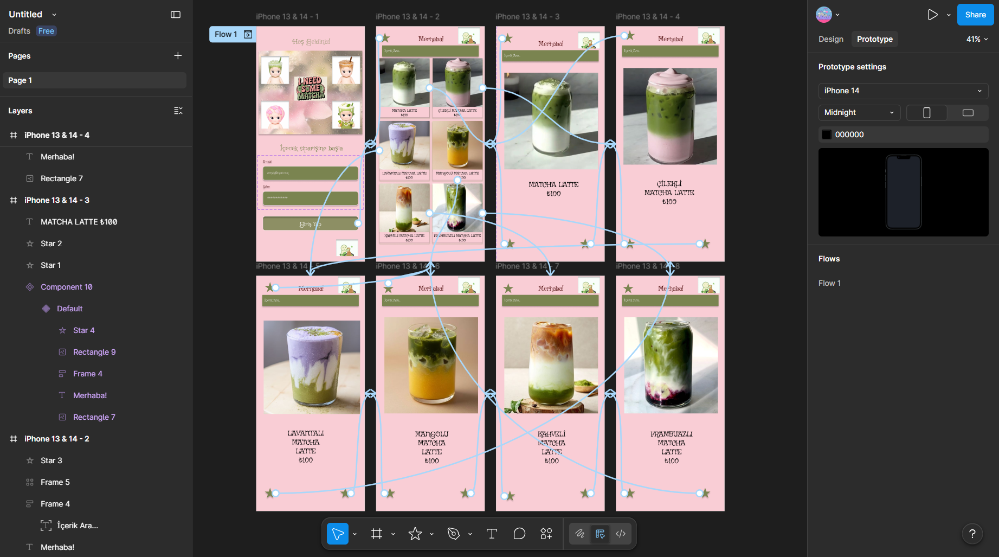 Untitled
Drafts Free
Pages
Page 1
Layers
iPhone 13 & 14 - 4
Merhaba!
Rectangle 7
iPhone 13 & 14 - 3
MATCHA LATTE ₺100
Star 2
Star 1
Component 10
Default
Star 4
Rectangle 9
Frame 4
Merhaba!
Rectangle 7
iPhone 13 & 14 - 2
Star 3
Frame 5
Frame 4
İçerik Ara...
Merhaba!
Flow 1
iPhone 13 & 14 - 1
Hoş Geldiniz!
I NEED
SOME
MATCHA
İçecek siparişine başla
E-mail
Şifre
************
Giriş Yap
iPhone 13 & 14 - 2
Merhaba!
İçerik Ara..
MATCHA LATTE
₺100
ÇİLEKLİ MATCHA LATTE
₺100
LAVANTALI MATCHA LATTE
₺100
MANGOLU MATCHA LATTE
₺100
KAHVELİ MATCHA LATTE
₺100
FRAMBUAZLI MATCHA LATTE
₺100
iPhone 13 & 14 - 3
Merhaba!
İçerik Ara..
MATCHA LATTE
₺100
iPhone 13 & 14 - 4
Merhaba!
İçerik Ara..
ÇİLEKLİ
MATCHA LATTE
₺100
iPhone 13 & 14 - 5
Merhaba!
İçerik Ara..
LAVANTALI
MATCHA
LATTE
₺100
iPhone 13 & 14 - 6
Merhaba!
İçerik Ara..
MANGOLU
MATCHA
LATTE
₺100
iPhone 13 & 14 - 7
Merhaba!
İçerik Ara..
KAHVELİ
MATCHA
LATTE
₺100
iPhone 13 & 14 - 8
Merhaba!
İçerik Ara..
FRAMBUAZLI
MATCHA
LATTE
₺100
Share
Design Prototype 41%
Prototype settings
iPhone 14
Midnight
000000
Flows
Flow 1
?